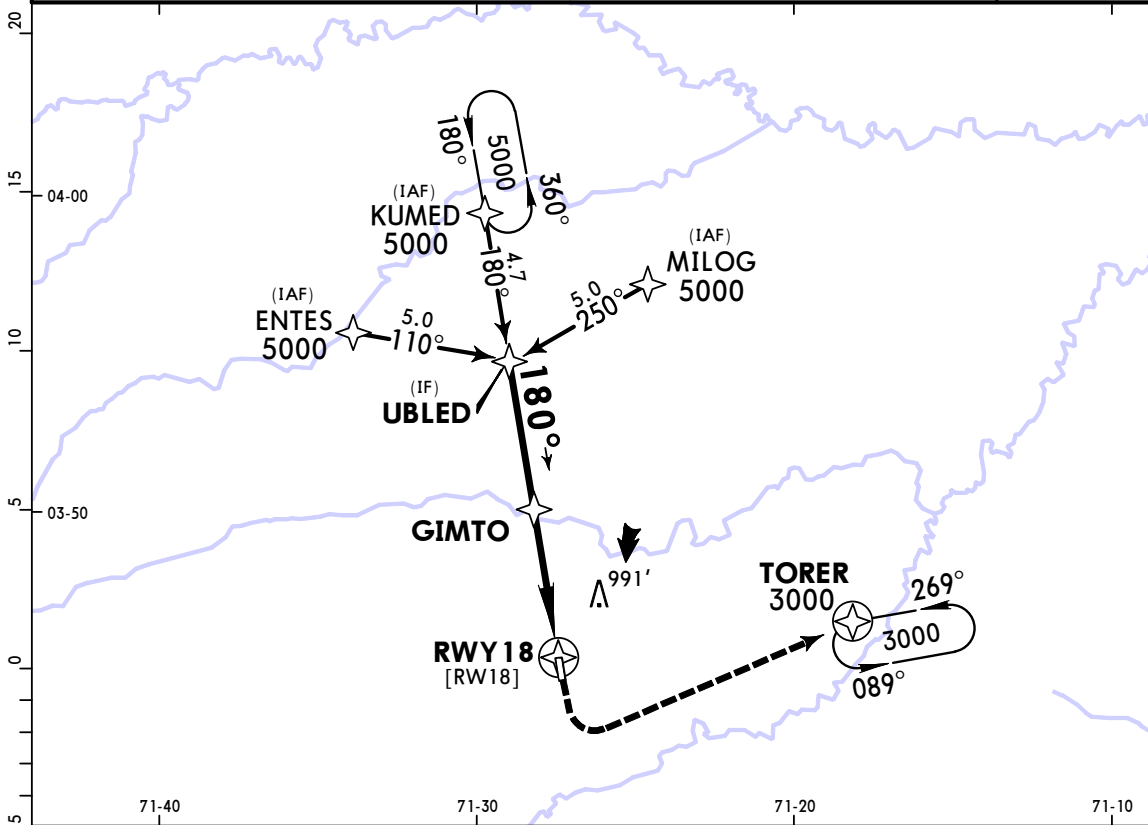 20
15
10
5
0
5
04-00
03-50
180°
5000
360°
(IAF)
KUMED
5000
4.7
180°
(IAF)
MILOG
5000
5.0
250°
(IAF)
ENTES
5000
5.0
110°
(IF)
UBLED
180°
GIMTO
991'
TORER
3000
269°
3000
089°
RWY18
[RW18]
71-40
71-30
71-20
71-10